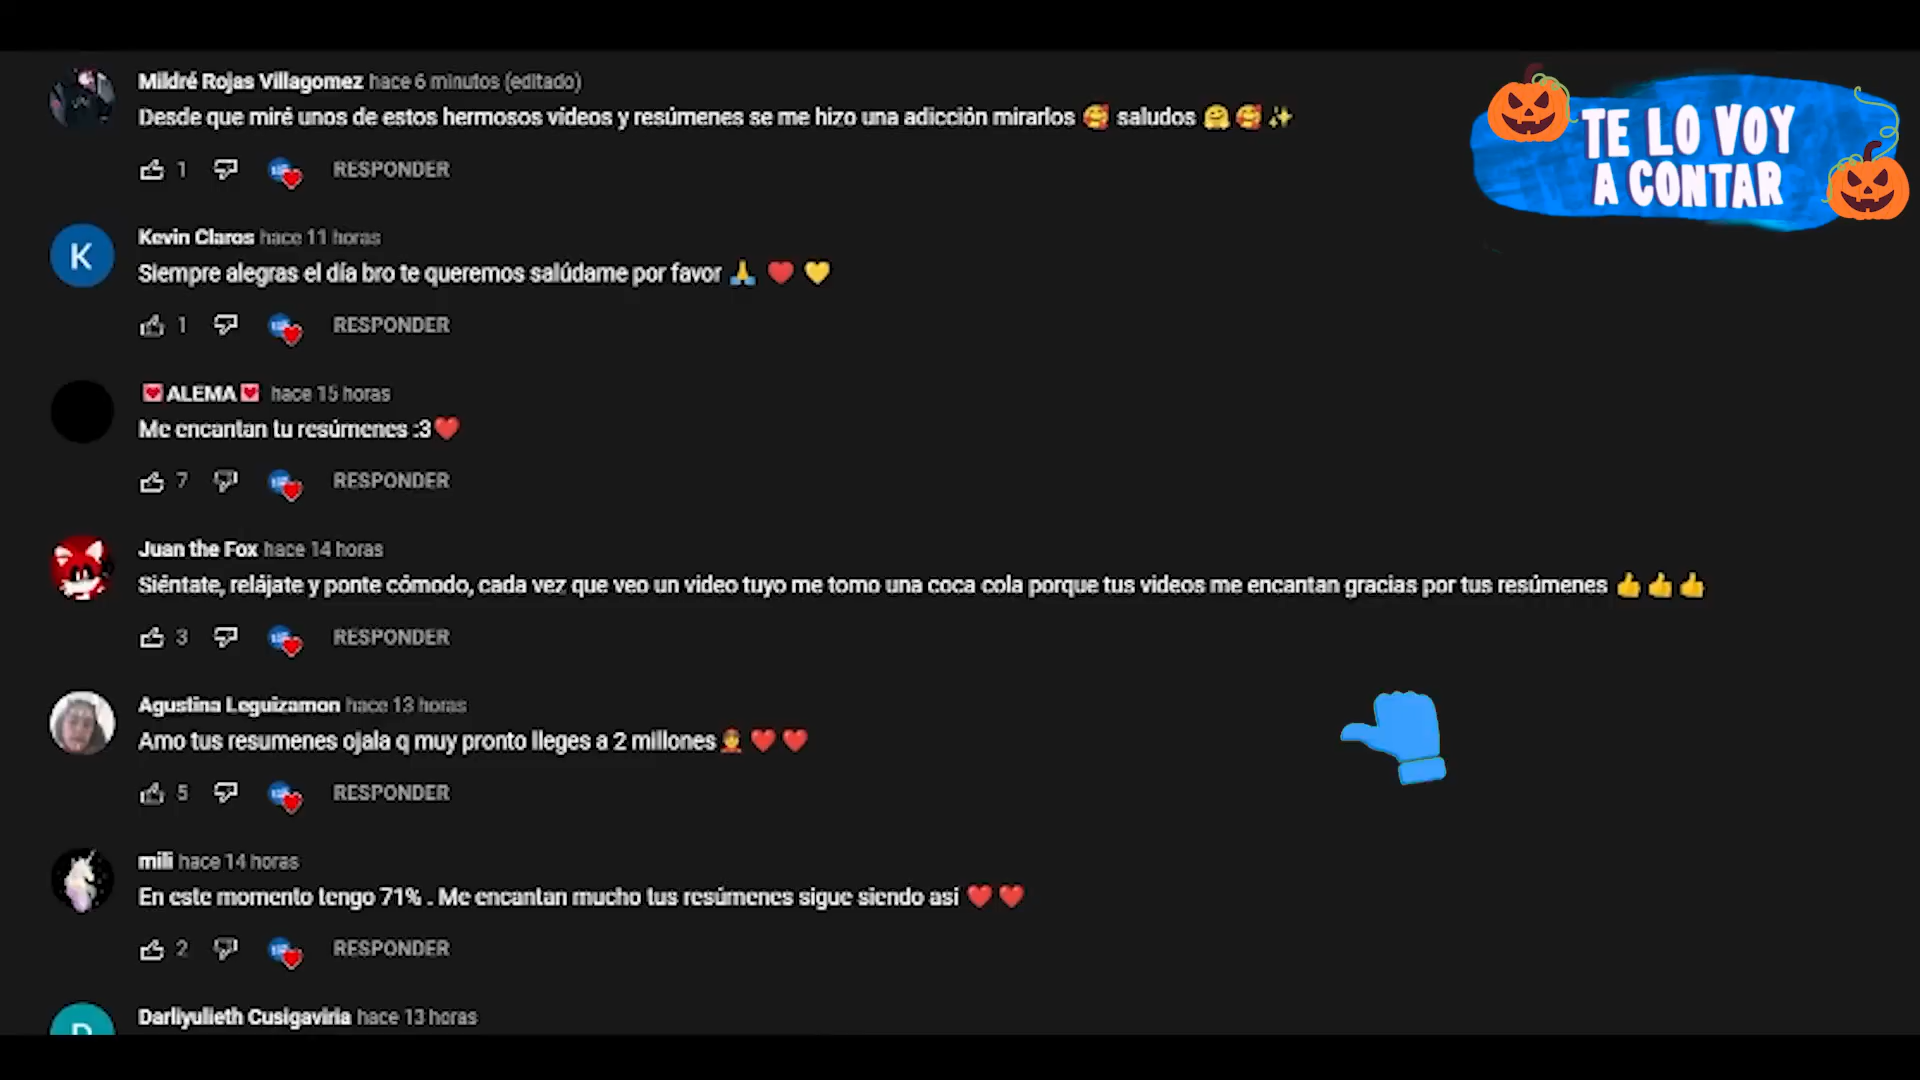 Mildré Rojas Villagomez hace 6 minutos (editado)
Desde que miré unos de estos hermosos videos y resúmenes se me hizo una adicción mirarlos 🥰 saludos 🤗 🥰 ✨
1 RESPONDER
TE LO VOY
A CONTAR
K
Kevin Claros hace 11 horas
Siempre alegras el día bro te queremos salúdame por favor 🙏 ❤️ 💛
1 RESPONDER
💟ALEMA💟 hace 15 horas
Me encantan tu resúmenes :3❤️
7 RESPONDER
Juan the Fox hace 14 horas
Siéntate, relájate y ponte cómodo, cada vez que veo un video tuyo me tomo una coca cola porque tus videos me encantan gracias por tus resúmenes 👍 👍 👍
3 RESPONDER
Agustina Leguizamon hace 13 horas
Amo tus resumenes ojala q muy pronto lleges a 2 millones ❤️ ❤️
5 RESPONDER
mili hace 14 horas
En este momento tengo 71% . Me encantan mucho tus resúmenes sigue siendo así ❤️ ❤️
2 RESPONDER
D
Darliyulieth Cusigaviria hace 13 horas